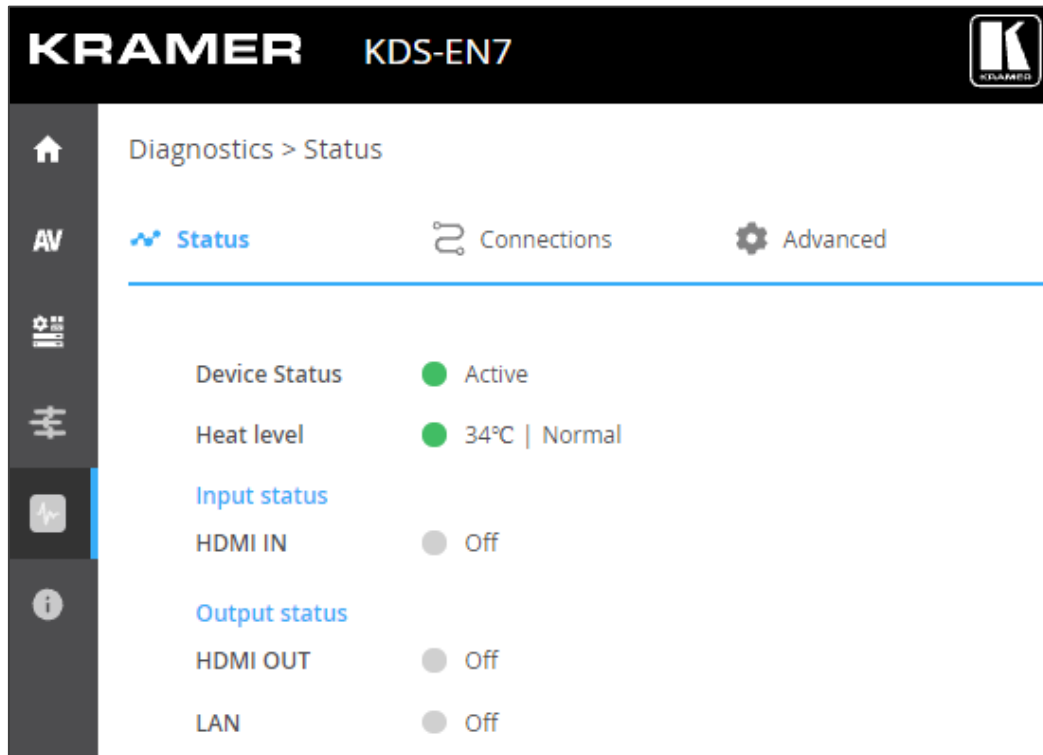 KRAMER KDS-EN7
KRAMER
Diagnostics > Status
AV
Status Connections Advanced
Device Status Active
Heat level 34℃ | Normal
Input status
HDMI IN Off
Output status
HDMI OUT Off
LAN Off